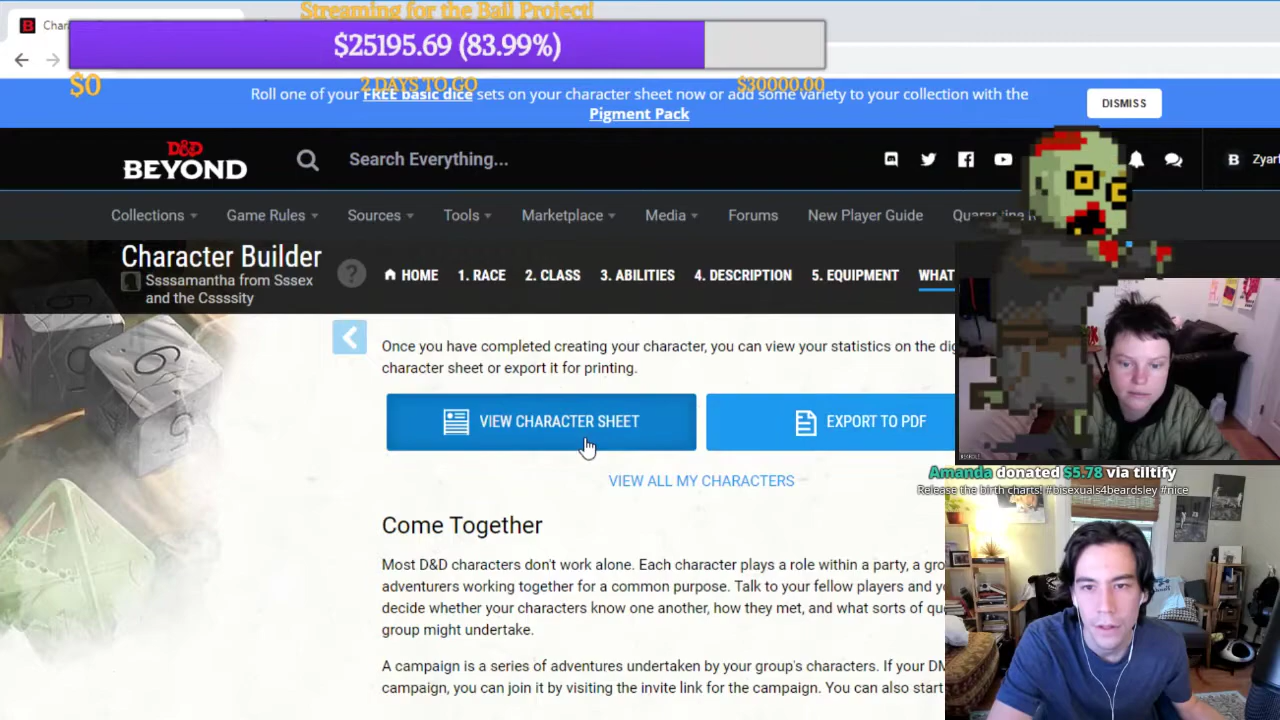 Streaming for the Bail Project!
$25195.69 (83.99%)
$0
2 DAYS TO GO
$30000.00
Roll one of your FREE basic dice sets on your character sheet now or add some variety to your collection with the
Pigment Pack
DISMISS
D&D
BEYOND
Search Everything...
Collections
Game Rules
Sources
Tools
Marketplace
Media
Forums
New Player Guide
Character Builder
Ssssamantha from Sssex
and the Cssssity
?
HOME
1. RACE
2. CLASS
3. ABILITIES
4. DESCRIPTION
5. EQUIPMENT
WHAT
Once you have completed creating your character, you can view your statistics on the dig
character sheet or export it for printing.
VIEW CHARACTER SHEET
EXPORT TO PDF
VIEW ALL MY CHARACTERS
Amanda donated $5.78 via tiltify
Release the birth charts! #bisexuals4beardsley #nice
Come Together
Most D&D characters don't work alone. Each character plays a role within a party, a gro
adventurers working together for a common purpose. Talk to your fellow players and yo
decide whether your characters know one another, how they met, and what sorts of qu
group might undertake.
A campaign is a series of adventures undertaken by your group's characters. If your DM
campaign, you can join it by visiting the invite link for the campaign. You can also start